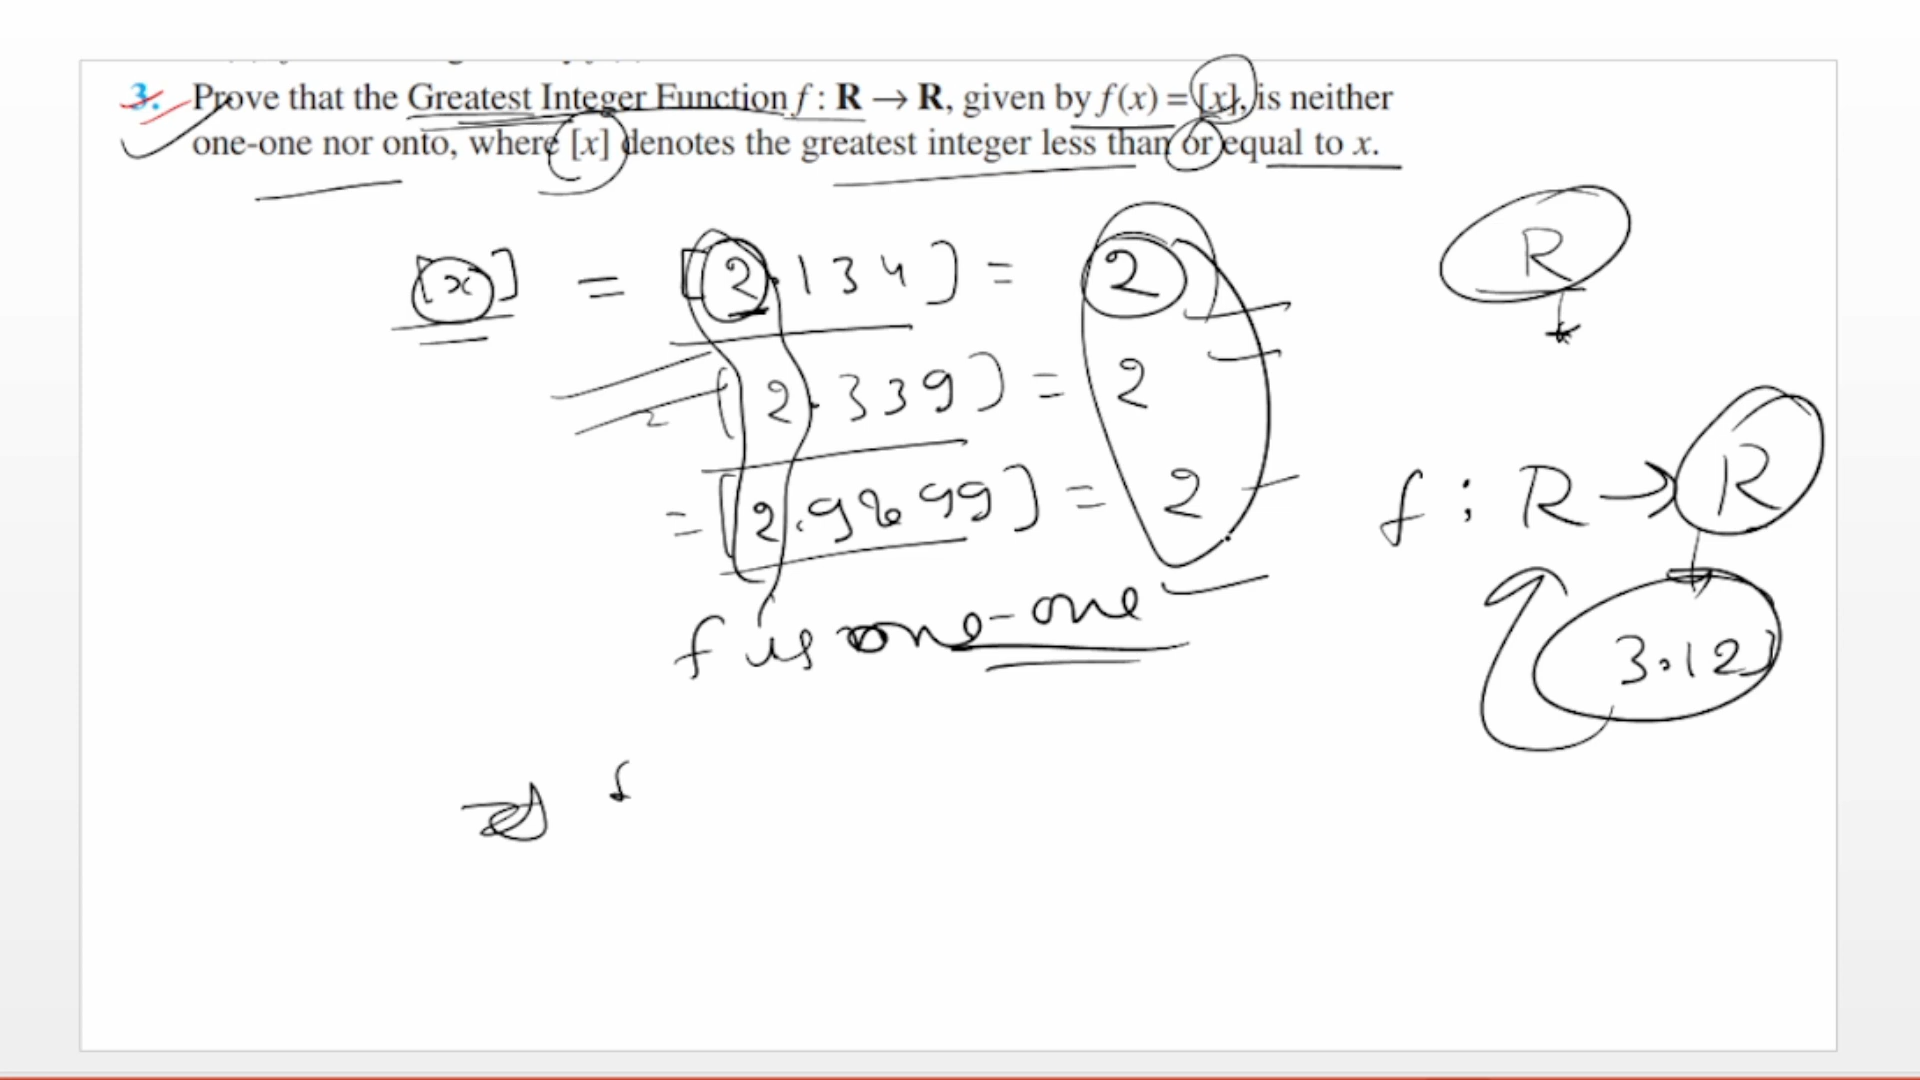 3. Prove that the Greatest Integer Function f : R → R, given by f(x) = [x], is neither
one-one nor onto, where [x] denotes the greatest integer less than or equal to x.
[x] = [2.134] = 2
R
[2.339] = 2
= [2.9 99] = 2
f : R → R
f is one-one
3.12
f